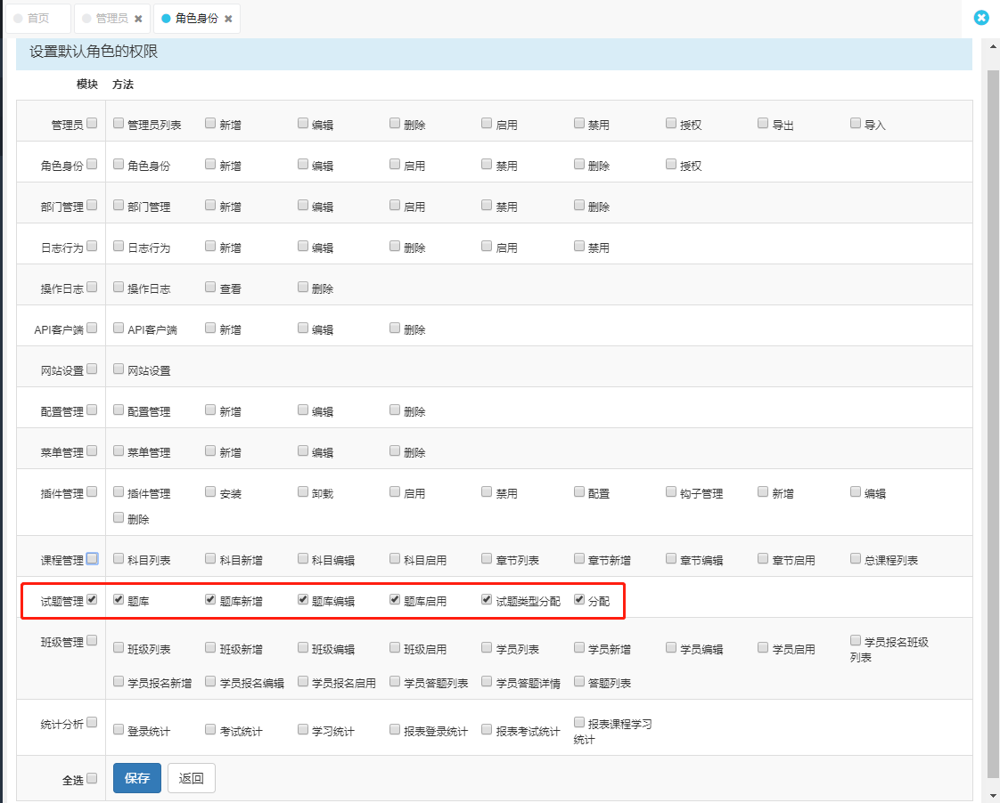 首页 管理员 角色身份
设置默认角色的权限
模块 方法
管理员 管理员列表 新增 编辑 删除 启用 禁用 授权 导出 导入
角色身份 角色身份 新增 编辑 启用 禁用 删除 授权
部门管理 部门管理 新增 编辑 启用 禁用 删除
日志行为 日志行为 新增 编辑 删除 启用 禁用
操作日志 操作日志 查看 删除
API客户端 API客户端 新增 编辑 删除
网站设置 网站设置
配置管理 配置管理 新增 编辑 删除
菜单管理 菜单管理 新增 编辑 删除
插件管理 插件管理 安装 卸载 启用 禁用 配置 钩子管理 新增 编辑
删除
课程管理 科目列表 科目新增 科目编辑 科目启用 章节列表 章节新增 章节编辑 章节启用 总课程列表
试题管理 题库 题库新增 题库编辑 题库启用 试题类型分配 分配
班级管理 班级列表 班级新增 班级编辑 班级启用 学员列表 学员新增 学员编辑 学员启用 学员报名班级
列表
学员报名新增 学员报名编辑 学员报名启用 学员答题列表 学员答题详情 答题列表
统计分析 登录统计 考试统计 学习统计 报表登录统计 报表考试统计 报表课程学习
统计
全选 保存 返回